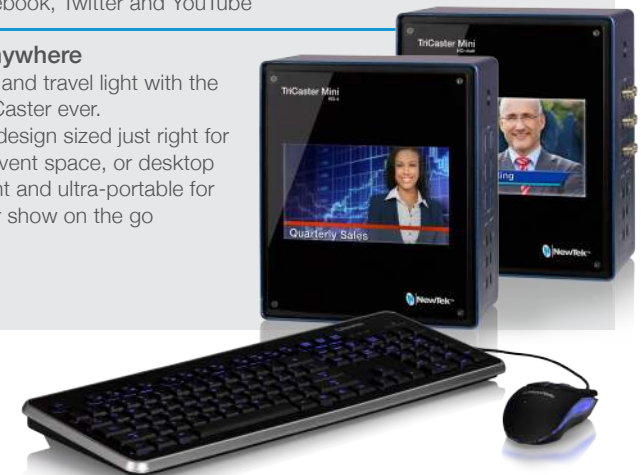 ebook, Twitter and YouTube
nywhere
and travel light with the
Caster ever.
design sized just right for
vent space, or desktop
nt and ultra-portable for
r show on the go
TriCaster Mini
TriCaster Mini
HD-4
ing
Quarterly Sales
NewTek
NewTek